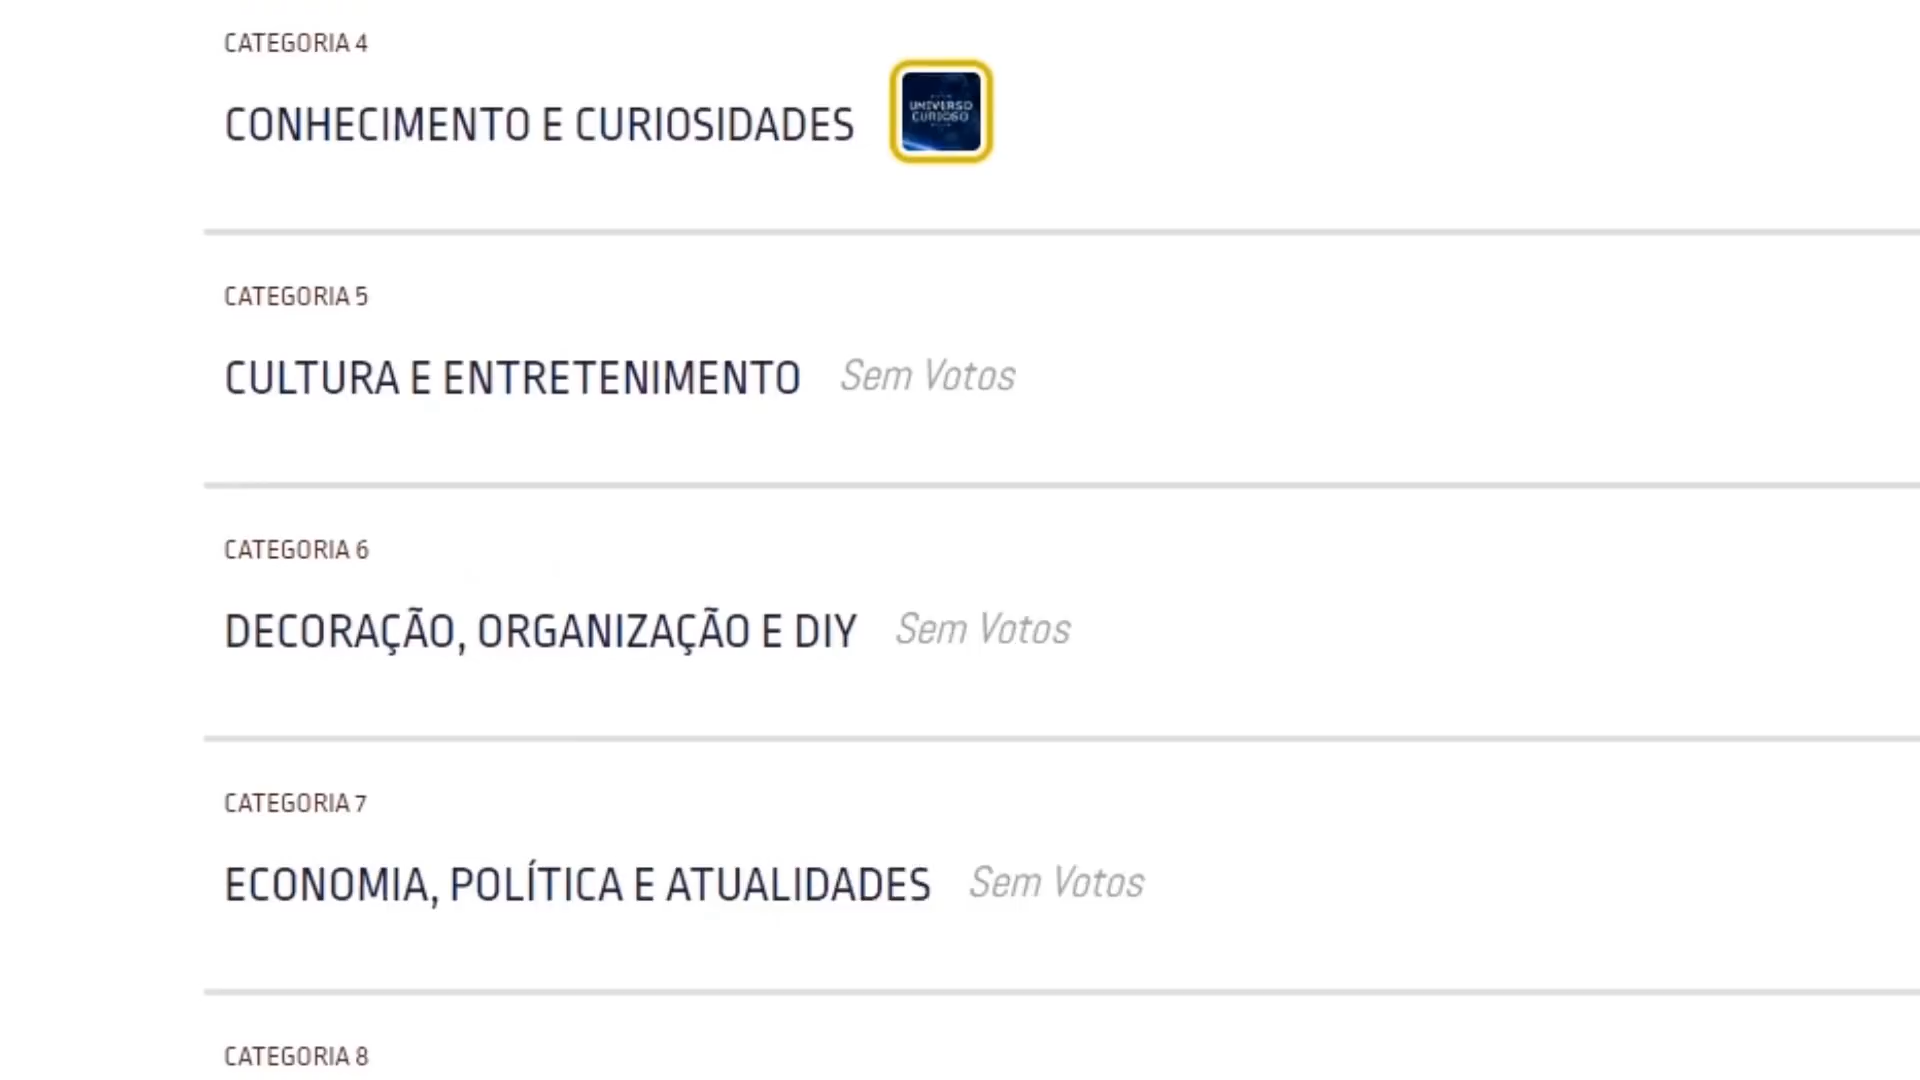 CATEGORIA 4
CONHECIMENTO E CURIOSIDADES
UNIVERSO
CURIOSO
CATEGORIA 5
CULTURA E ENTRETENIMENTO Sem Votos
CATEGORIA 6
DECORAÇÃO, ORGANIZAÇÃO E DIY Sem Votos
CATEGORIA 7
ECONOMIA, POLÍTICA E ATUALIDADES Sem Votos
CATEGORIA 8